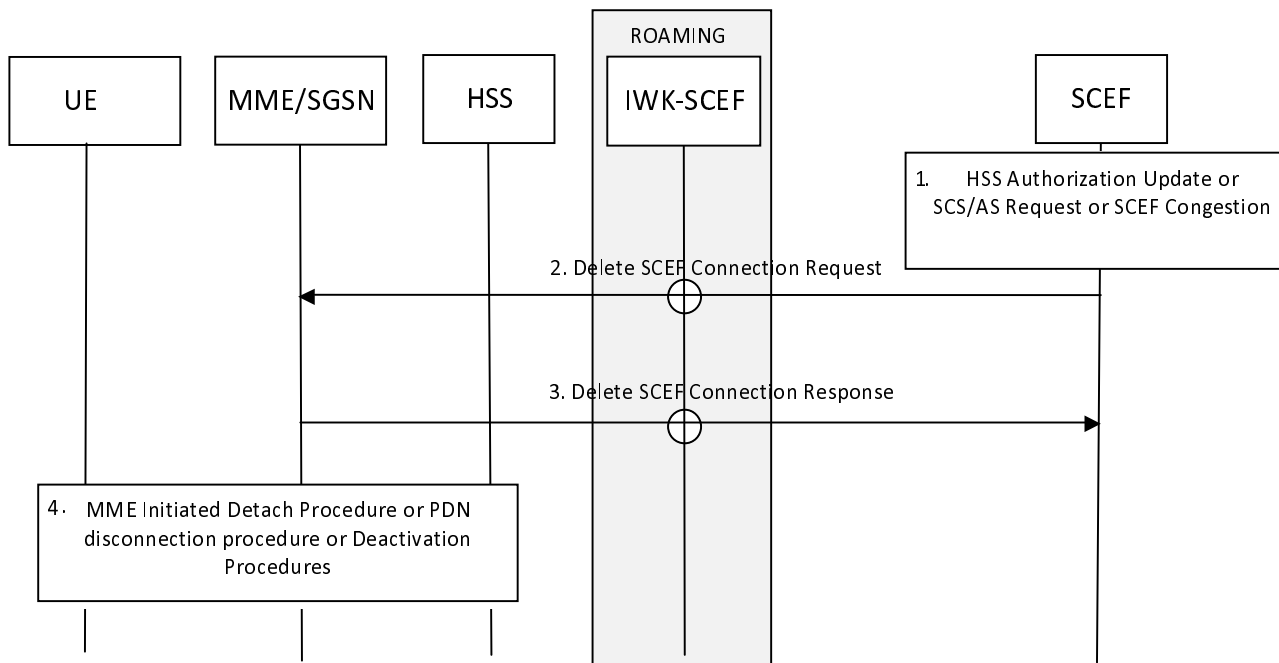 ROAMING
UE
MME/SGSN
HSS
IWK-SCEF
SCEF
1. HSS Authorization Update or
SCS/AS Request or SCEF Congestion
2. Delete SCEF Connection Request
3. Delete SCEF Connection Response
4. MME Initiated Detach Procedure or PDN
disconnection procedure or Deactivation
Procedures